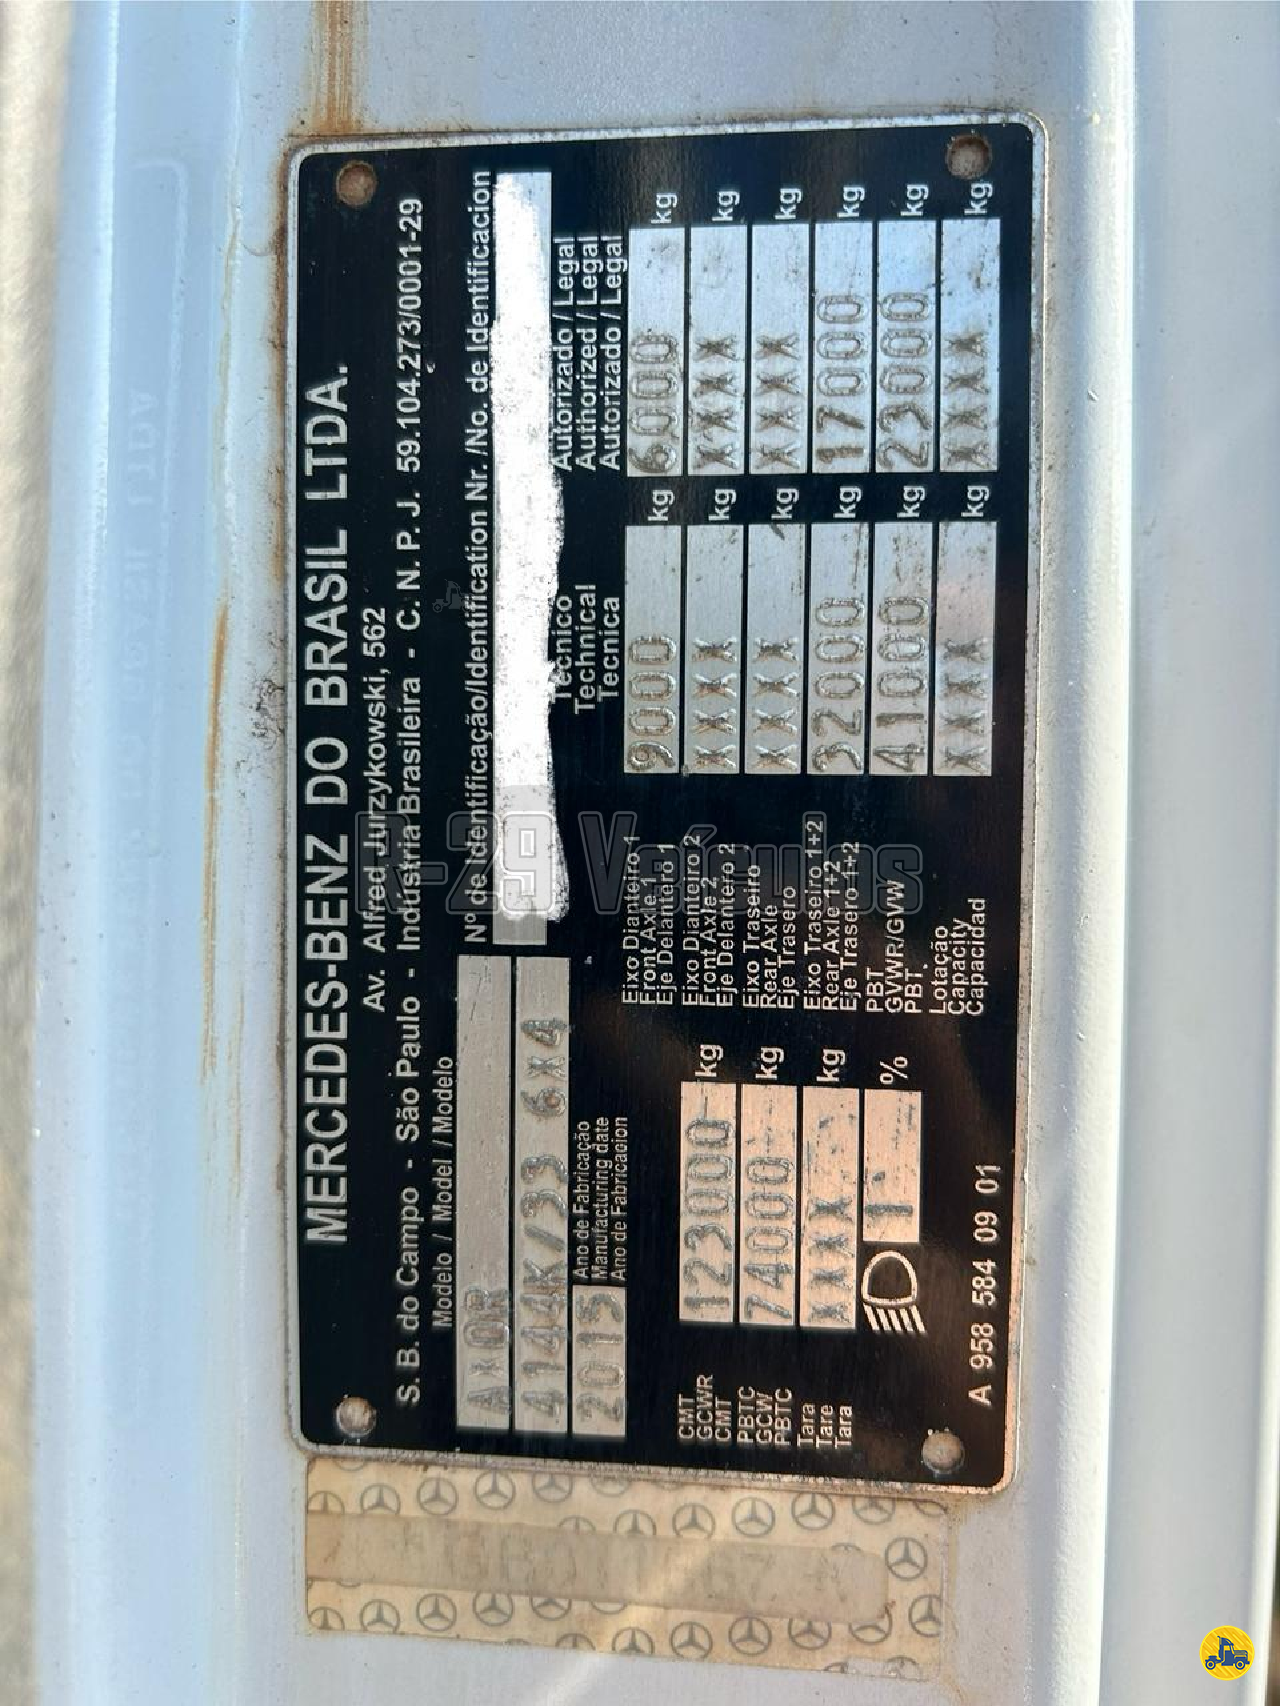 MERCEDES-BENZ DO BRASIL LTDA.
Av. Alfred Jurzykowski, 562
S. B. do Campo - São Paulo - Indústria Brasileira - C. N. P. J. 59.104.273/0001-29
Modelo / Model / Modelo
AXOR
4144K/33 6X4
Nº de Identificação/Identification Nr. /No. de Identificacion
2013
Ano de Fabricação
Manufacturing date
Ano de Fabricacion
Tecnico
Technical
Tecnica
Autorizado / Legal
Authorized / Legal
Autorizado / Legal
CMT
GCWR
CMT
123000 kg
PBTC
GCW
PBTC
74000 kg
Tara
Tare
Tara
XXXX kg
1 %
Eixo Dianteiro 1
Front Axle 1
Eje Delantero 1
9000 kg 6000 kg
Eixo Dianteiro 2
Front Axle 2
Eje Delantero 2
XXXX kg XXXX kg
Eixo Traseiro
Rear Axle
Eje Trasero
XXXX kg XXXX kg
Eixo Traseiro 1+2
Rear Axle 1+2
Eje Trasero 1+2
32000 kg 17000 kg
PBT
GVWR/GVW
PBT.
41000 kg 23000 kg
Lotação
Capacity
Capacidad
XXXX kg XXXX kg
A 958 584 09 01
R-29 Veículos